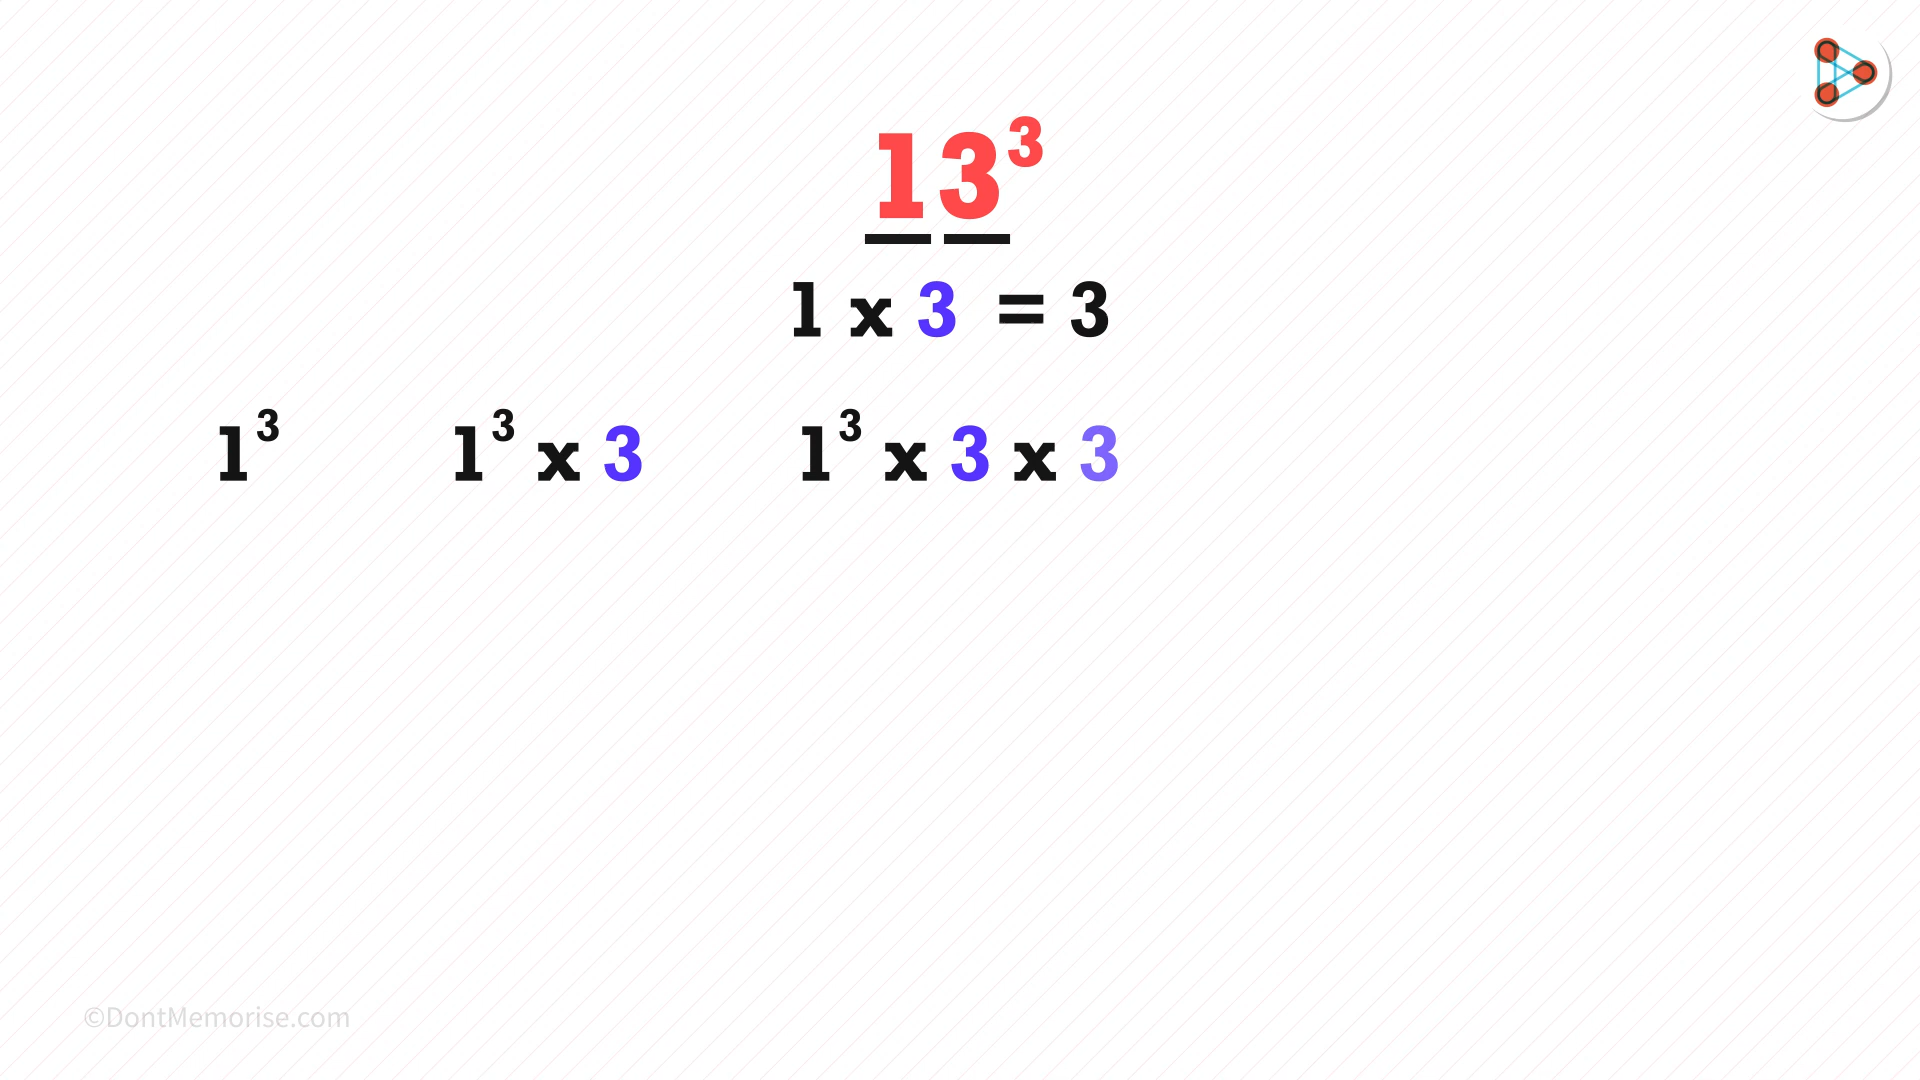 13³
1 x 3 = 3
1³ 1³ x 3 1³ x 3 x 3
©DontMemorise.com